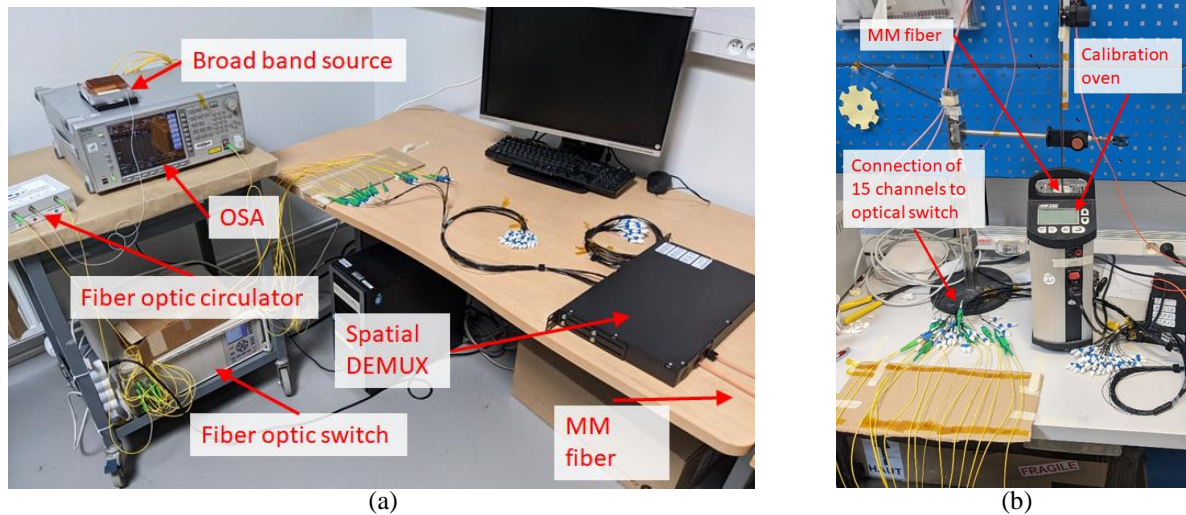 Broad band source
OSA
Fiber optic circulator
Spatial
DEMUX
Fiber optic switch
MM
fiber
(a)
MM fiber
Calibration
oven
Connection of
15 channels to
optical switch
HAUT
FRAGILE
(b)